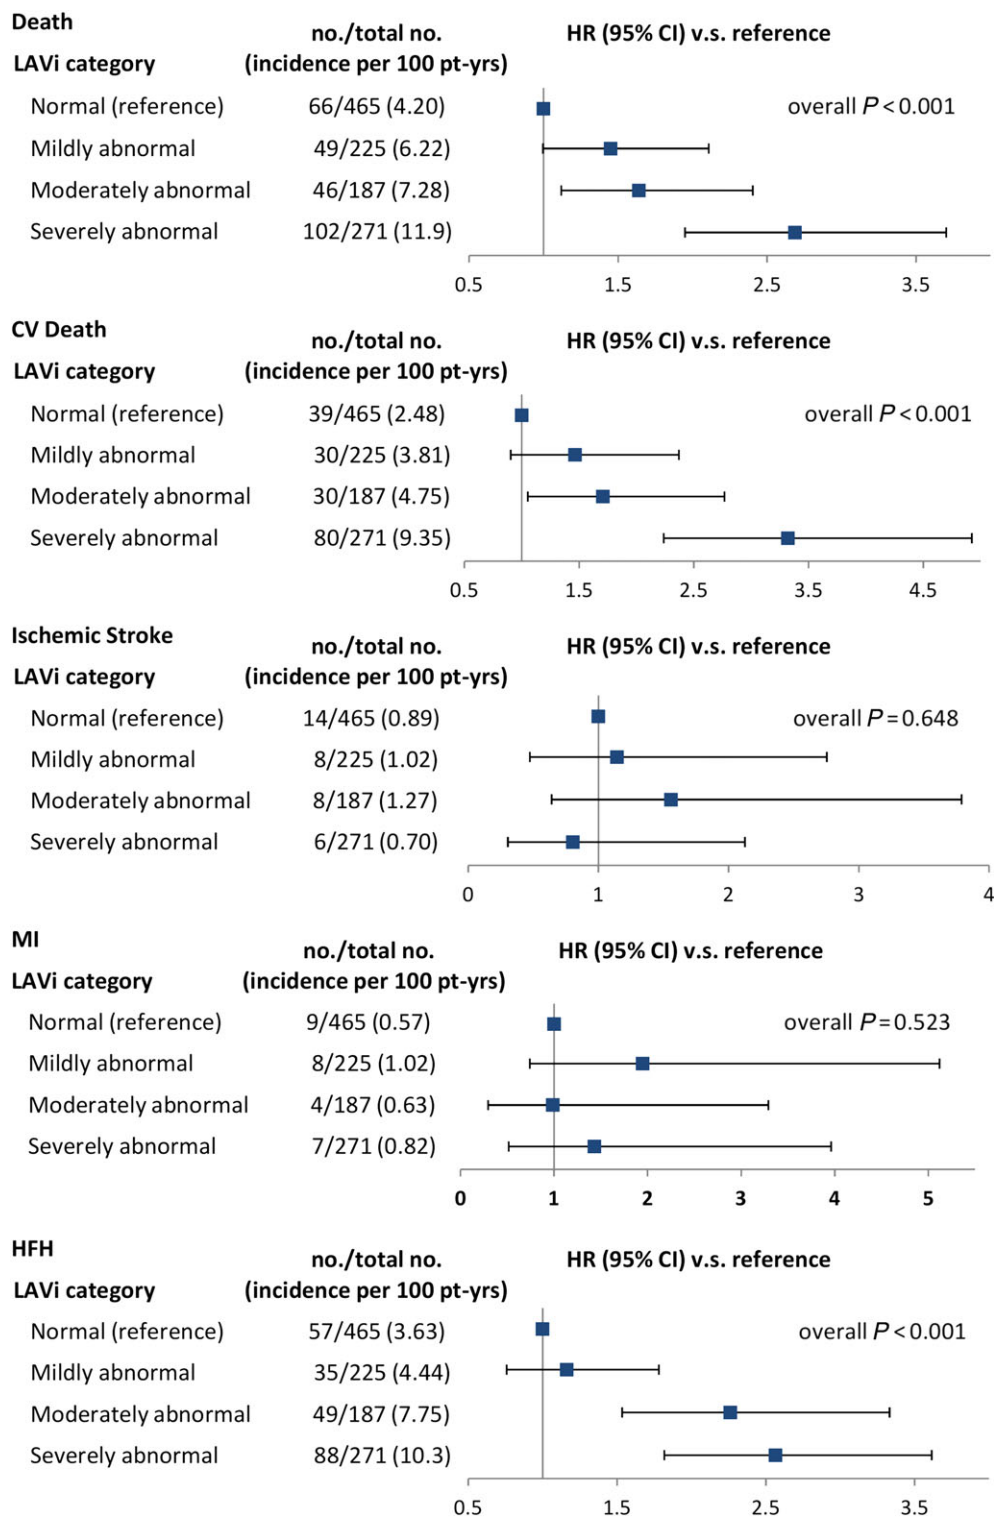 Death
no./total no. HR (95% CI) v.s. reference
LAVi category (incidence per 100 pt-yrs)
Normal (reference) 66/465 (4.20) overall P < 0.001
Mildly abnormal 49/225 (6.22)
Moderately abnormal 46/187 (7.28)
Severely abnormal 102/271 (11.9)
0.5 1.5 2.5 3.5
CV Death
no./total no. HR (95% CI) v.s. reference
LAVi category (incidence per 100 pt-yrs)
Normal (reference) 39/465 (2.48) overall P < 0.001
Mildly abnormal 30/225 (3.81)
Moderately abnormal 30/187 (4.75)
Severely abnormal 80/271 (9.35)
0.5 1.5 2.5 3.5 4.5
Ischemic Stroke
no./total no. HR (95% CI) v.s. reference
LAVi category (incidence per 100 pt-yrs)
Normal (reference) 14/465 (0.89) overall P = 0.648
Mildly abnormal 8/225 (1.02)
Moderately abnormal 8/187 (1.27)
Severely abnormal 6/271 (0.70)
0 1 2 3 4
MI
no./total no. HR (95% CI) v.s. reference
LAVi category (incidence per 100 pt-yrs)
Normal (reference) 9/465 (0.57) overall P = 0.523
Mildly abnormal 8/225 (1.02)
Moderately abnormal 4/187 (0.63)
Severely abnormal 7/271 (0.82)
0 1 2 3 4 5
HFH
no./total no. HR (95% CI) v.s. reference
LAVi category (incidence per 100 pt-yrs)
Normal (reference) 57/465 (3.63) overall P < 0.001
Mildly abnormal 35/225 (4.44)
Moderately abnormal 49/187 (7.75)
Severely abnormal 88/271 (10.3)
0.5 1.5 2.5 3.5